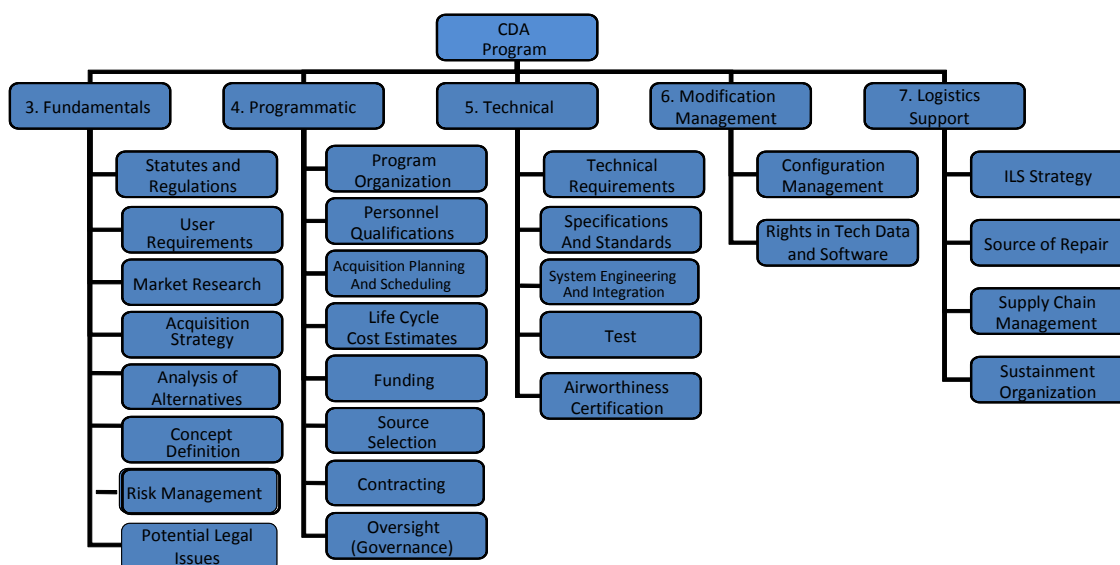 CDA
Program
3. Fundamentals
4. Programmatic
5. Technical
6. Modification
Management
7. Logistics
Support
Statutes and
Regulations
User
Requirements
Market Research
Acquisition
Strategy
Analysis of
Alternatives
Concept
Definition
Risk Management
Potential Legal
Issues
Program
Organization
Personnel
Qualifications
Acquisition Planning
And Scheduling
Life Cycle
Cost Estimates
Funding
Source
Selection
Contracting
Oversight
(Governance)
Technical
Requirements
Specifications
And Standards
System Engineering
And Integration
Test
Airworthiness
Certification
Configuration
Management
Rights in Tech Data
and Software
ILS Strategy
Source of Repair
Supply Chain
Management
Sustainment
Organization